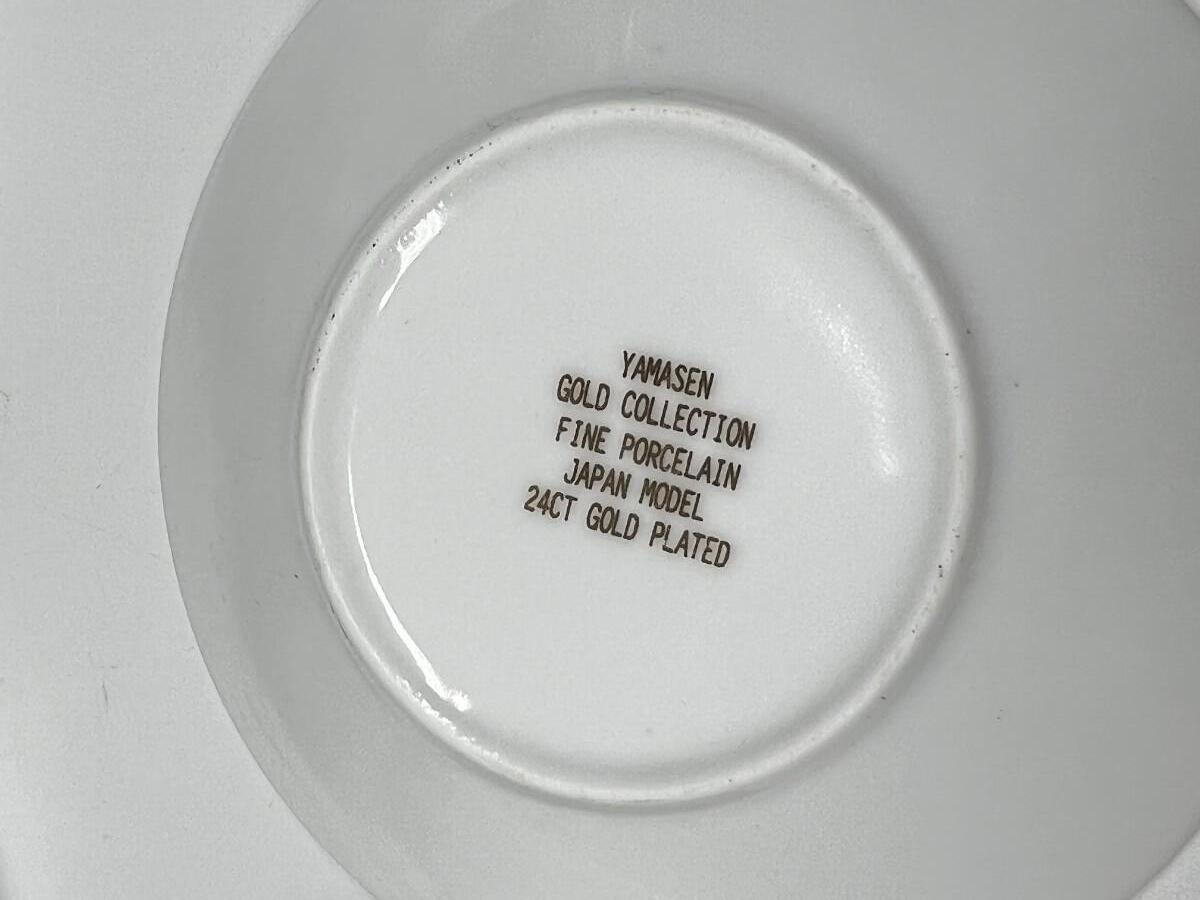 YAMASEN
GOLD COLLECTION
FINE PORCELAIN
JAPAN MODEL
24CT GOLD PLATED